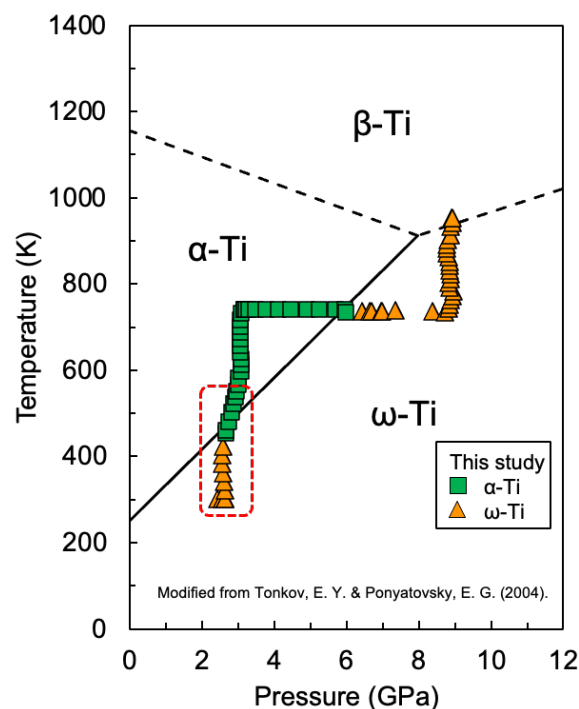 1400
1200
1000
800
600
400
200
0
Temperature (K)
β-Ti
α-Ti
ω-Ti
This study
α-Ti
ω-Ti
Modified from Tonkov, E. Y. & Ponyatovsky, E. G. (2004).
0 2 4 6 8 10 12
Pressure (GPa)